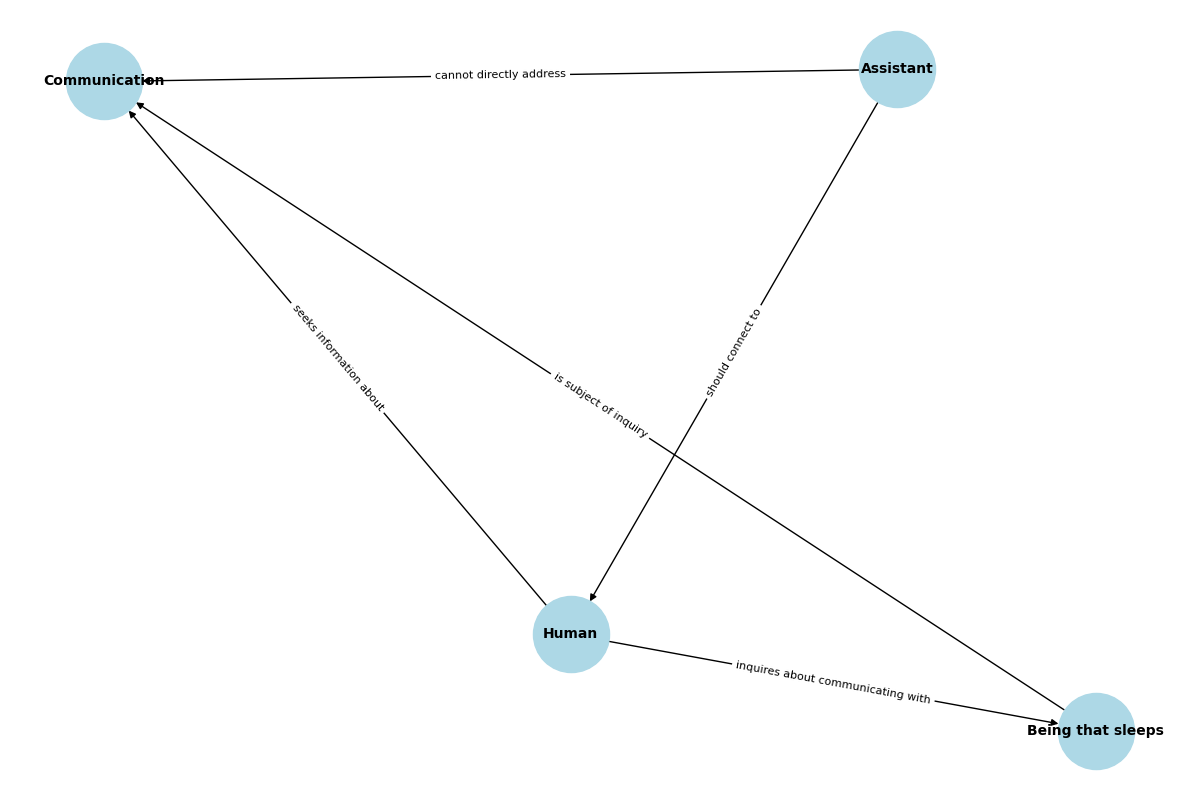 Assistant
cannot directly address
Communication
should connect to
seeks information about
is subject of inquiry
Human
inquires about communicating with
Being that sleeps